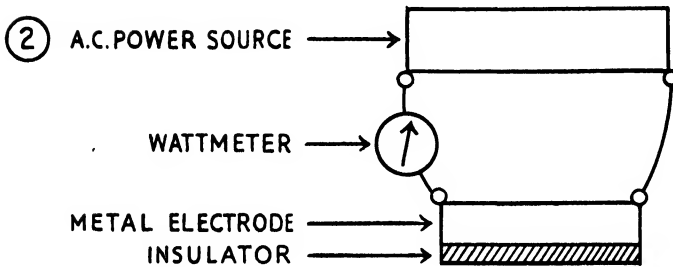 2 A.C. POWER SOURCE
WATTMETER
METAL ELECTRODE
INSULATOR